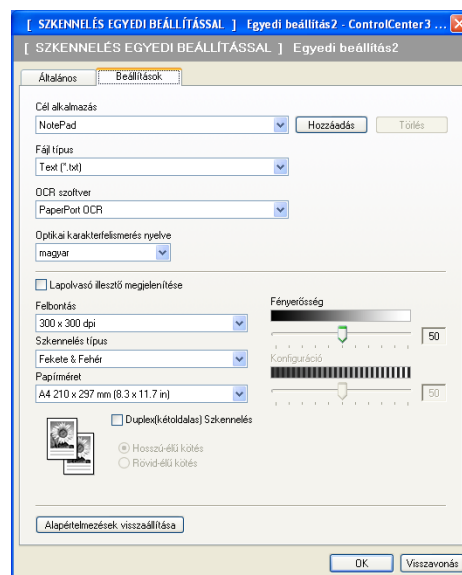 [ SZKENNELÉS EGYEDI BEÁLLÍTÁSSAL ] Egyedi beállítás2 - ControlCenter3 ...
[ SZKENNELÉS EGYEDI BEÁLLÍTÁSSAL ] Egyedi beállítás2
Általános Beállítások
Cél alkalmazás
NotePad Hozzáadás Törlés
Fájl típus
Text (*.txt)
OCR szoftver
PaperPort OCR
Optikai karakterfelismerés nyelve
magyar
Lapolvasó illesztő megjelenítése
Felbontás Fényerősség
300 x 300 dpi 50
Szkennelés típus
Fekete & Fehér Konfiguráció
Papírméret
A4 210 x 297 mm (8.3 x 11.7 in) 50
Duplex(kétoldalas) Szkennelés
Hosszú-élű kötés
Rövid-élű kötés
Alapértelmezések visszaállítása
OK Visszavonás